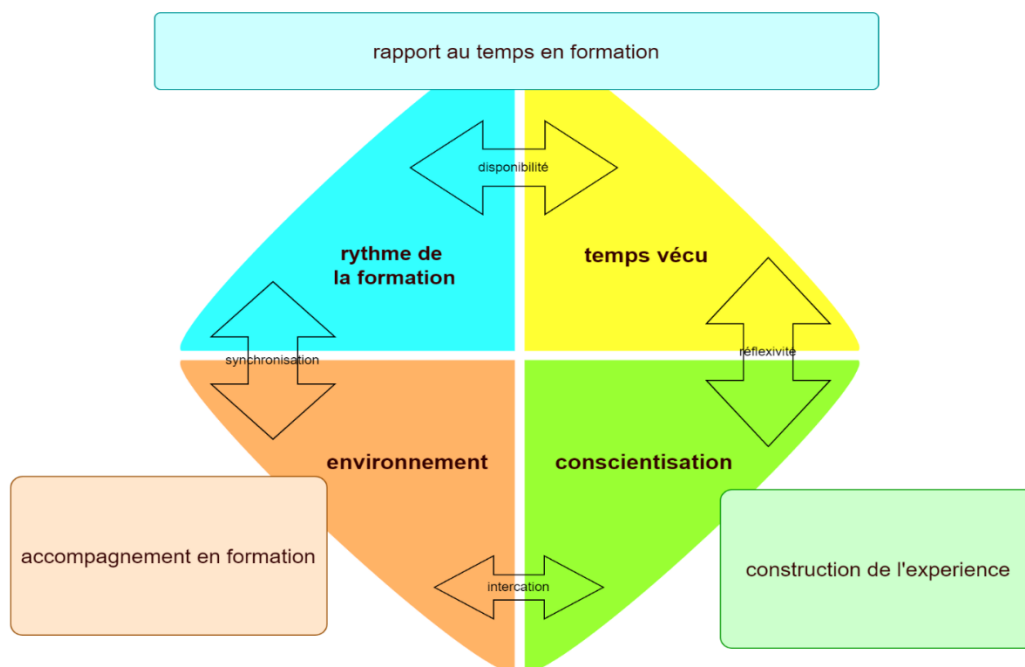 rapport au temps en formation
disponibilité
rythme de
la formation
temps vécu
synchronisation
réflexivité
environnement
conscientisation
accompagnement en formation
construction de l'experience
intercation